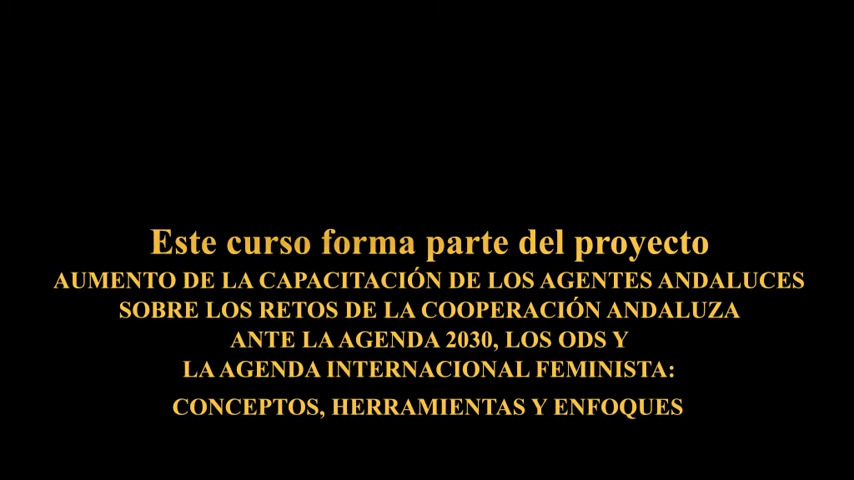 Este curso forma parte del proyecto
AUMENTO DE LA CAPACITACIÓN DE LOS AGENTES ANDALUCES
SOBRE LOS RETOS DE LA COOPERACIÓN ANDALUZA
ANTE LA AGENDA 2030, LOS ODS Y
LA AGENDA INTERNACIONAL FEMINISTA:
CONCEPTOS, HERRAMIENTAS Y ENFOQUES